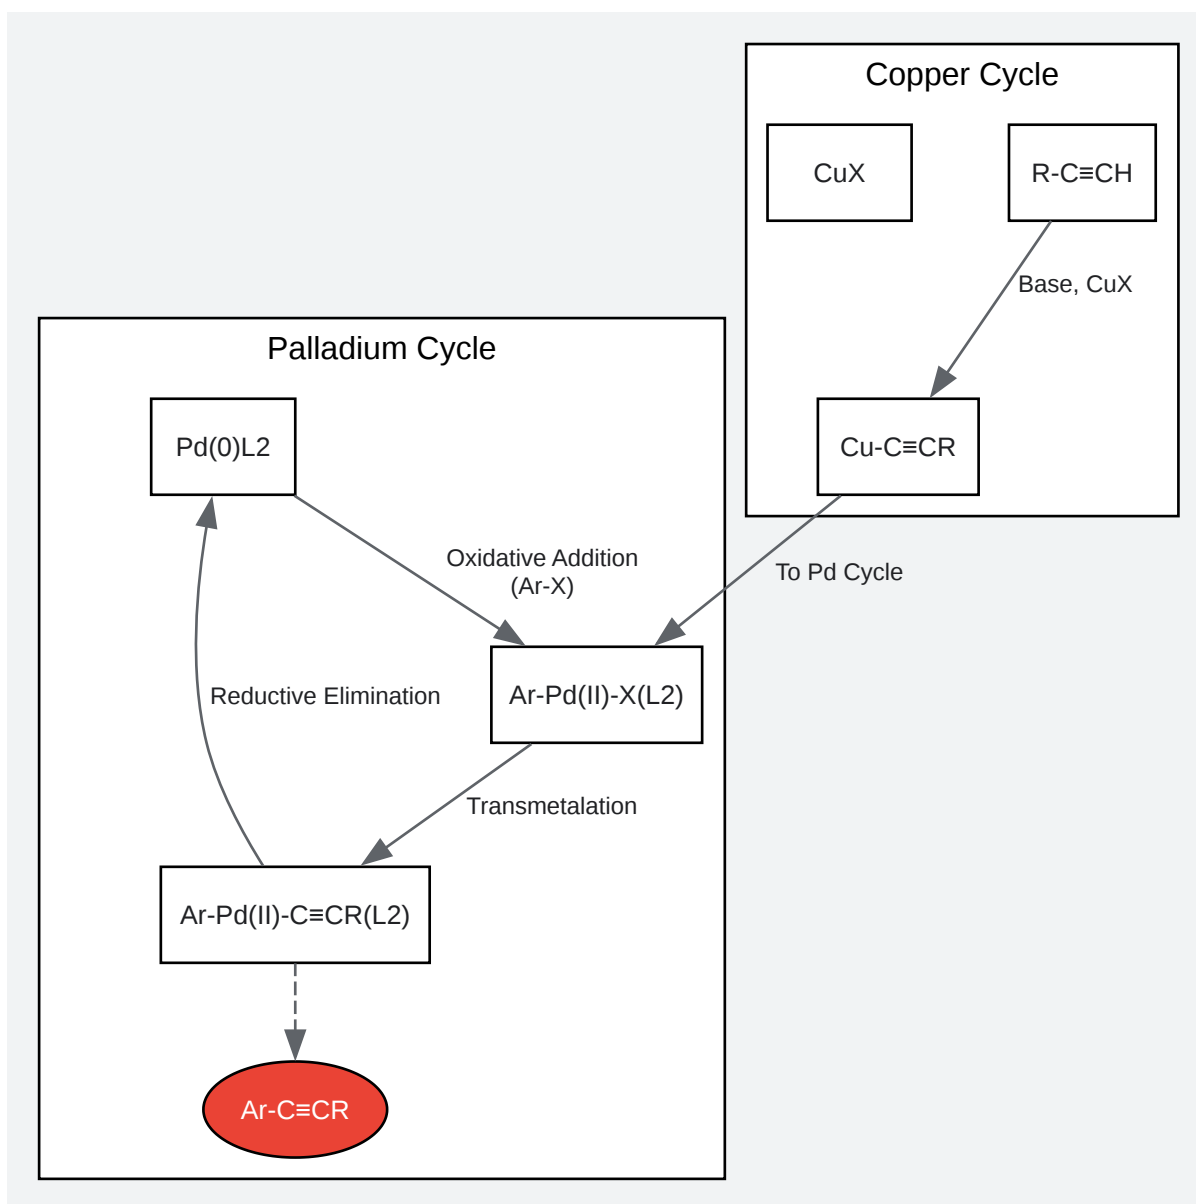 Copper Cycle
CuX
R-C≡CH
Base, CuX
Palladium Cycle
Pd(0)L2
Cu-C≡CR
Oxidative Addition
(Ar-X)
To Pd Cycle
Reductive Elimination
Ar-Pd(II)-X(L2)
Transmetalation
Ar-Pd(II)-C≡CR(L2)
Ar-C≡CR